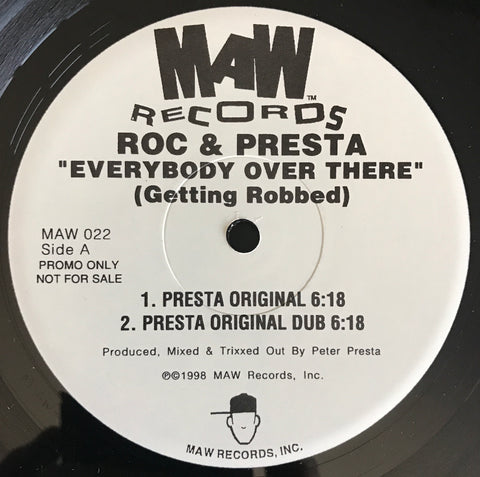 MAW™
RECORDS
ROC & PRESTA
"EVERYBODY OVER THERE"
(Getting Robbed)
MAW 022
Side A
PROMO ONLY
NOT FOR SALE
1. PRESTA ORIGINAL 6:18
2. PRESTA ORIGINAL DUB 6:18
Produced, Mixed & Trixxed Out By Peter Presta
℗©1998 MAW Records, Inc.
MAW RECORDS, INC.